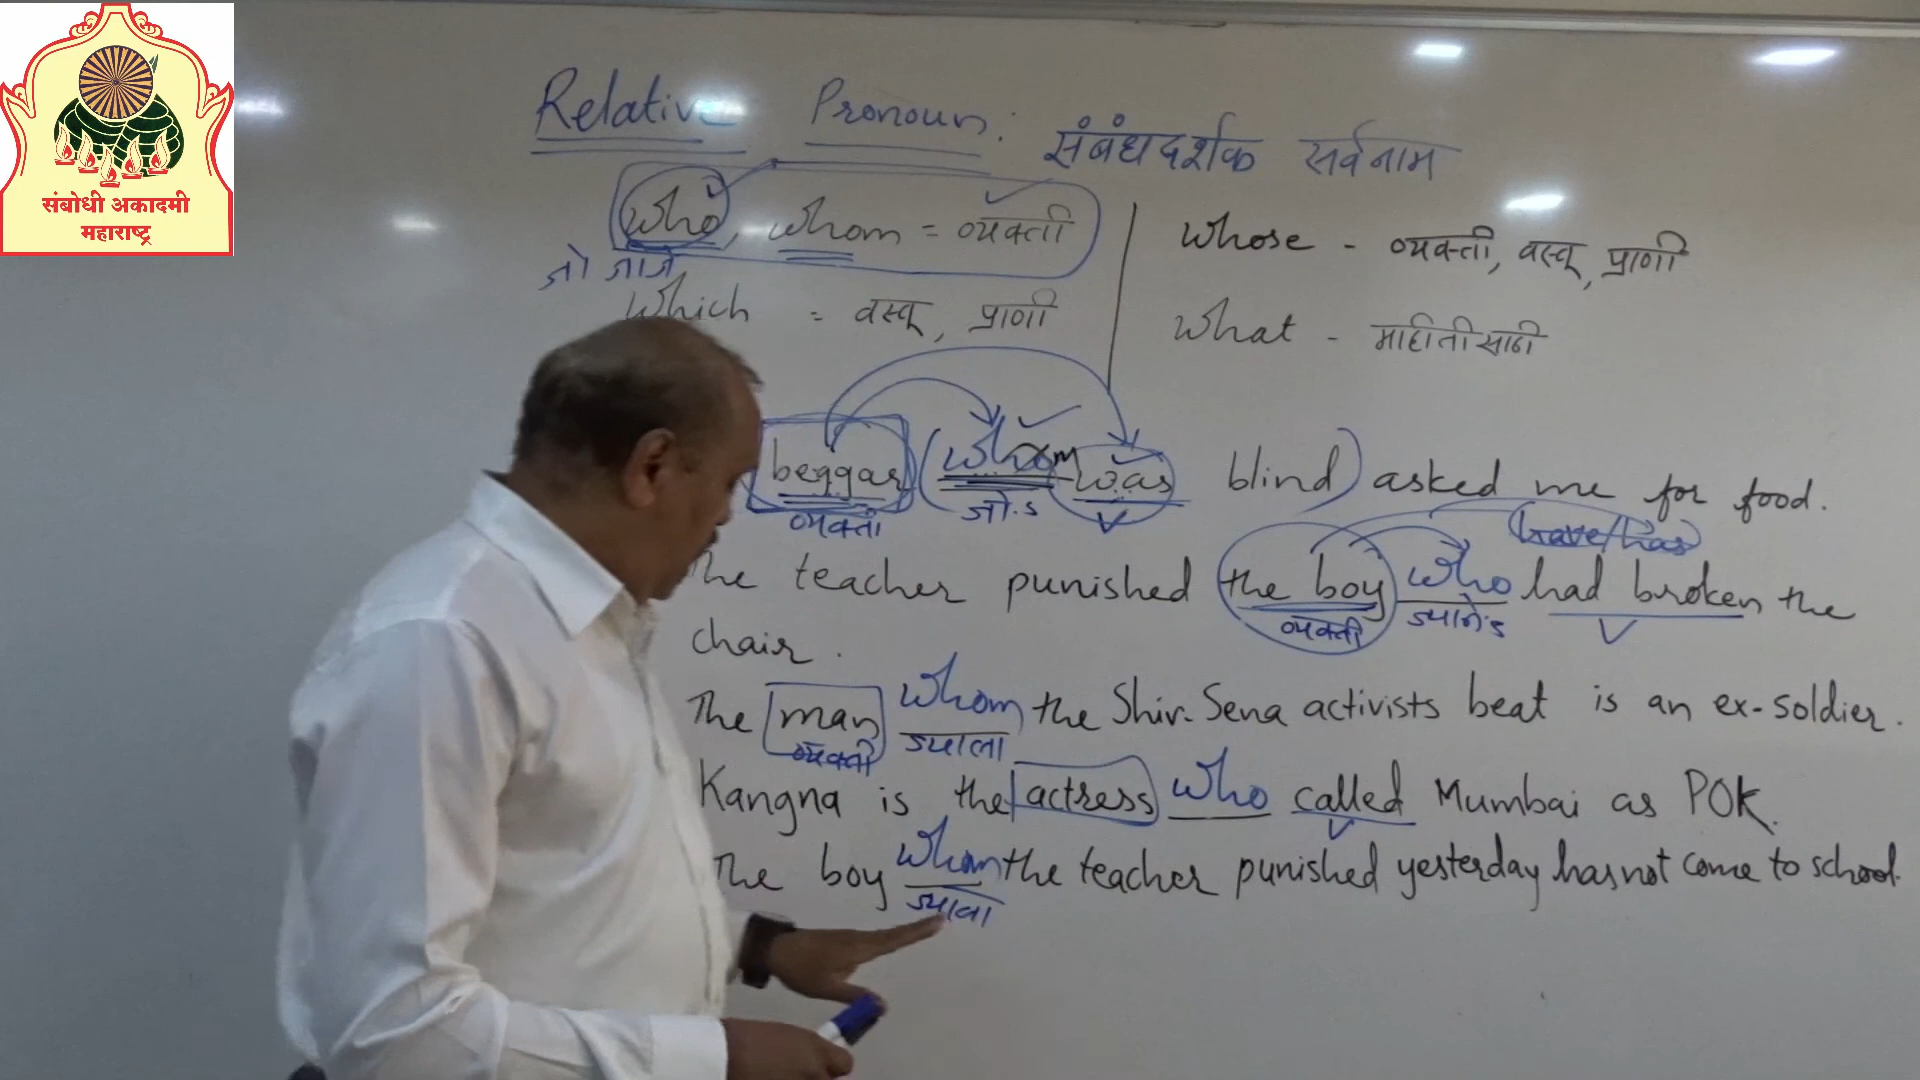 संबोधी अकादमी
महाराष्ट्र
Relative Pronoun: संबंधदर्शक सर्वनाम
who, whom = व्यक्ती
जो
which = वस्तू, प्राणी
whose - व्यक्ती, वस्तू, प्राणी
what - माहीतीसाठी
beggar who was blind) asked me for food.
व्यक्ती जो
have/has
The teacher punished the boy who had broken the
व्यक्ती ज्याने
chair.
The man whom the Shiv-Sena activists beat is an ex-soldier.
व्यक्ती ज्याला
Kangna is the actress who called Mumbai as POK.
The boy whom the teacher punished yesterday has not come to school.